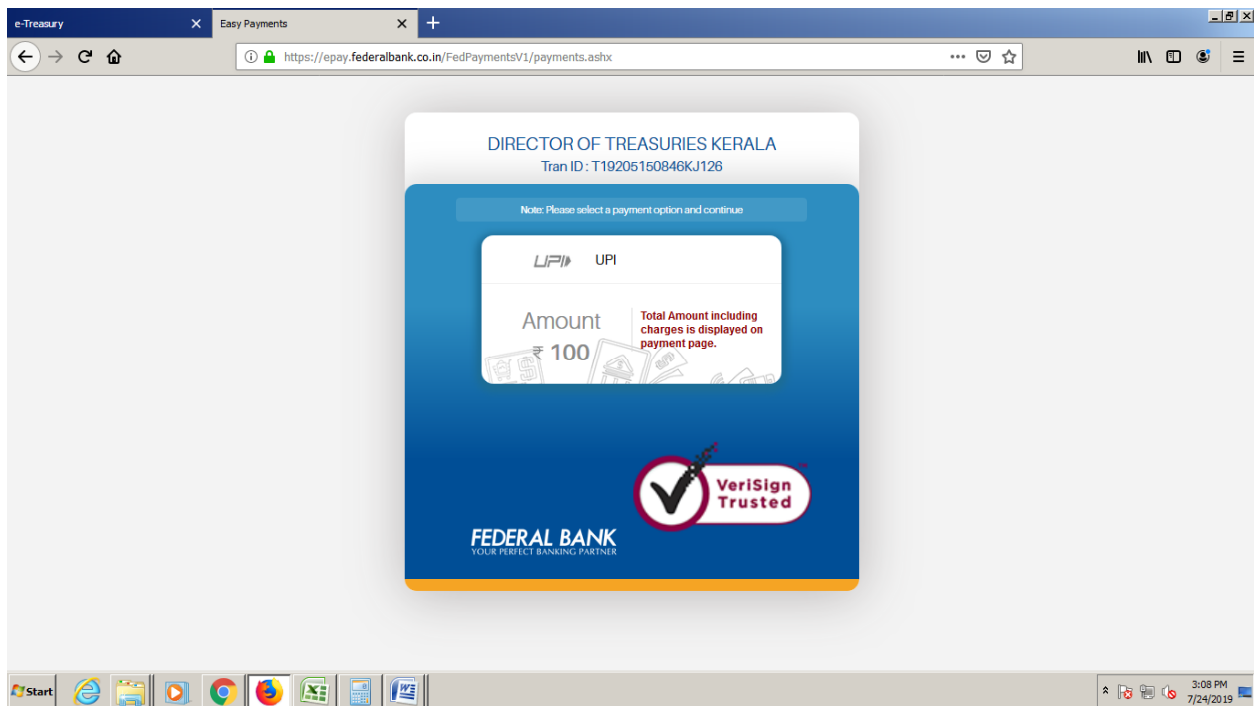 e-Treasury
Easy Payments
https://epay.federalbank.co.in/FedPaymentsV1/payments.ashx
DIRECTOR OF TREASURIES KERALA
Tran ID : T19205150846KJ126
Note: Please select a payment option and continue
UPI UPI
Amount
₹ 100
Total Amount including
charges is displayed on
payment page.
VeriSign
Trusted
FEDERAL BANK
YOUR PERFECT BANKING PARTNER
Start
3:08 PM
7/24/2019